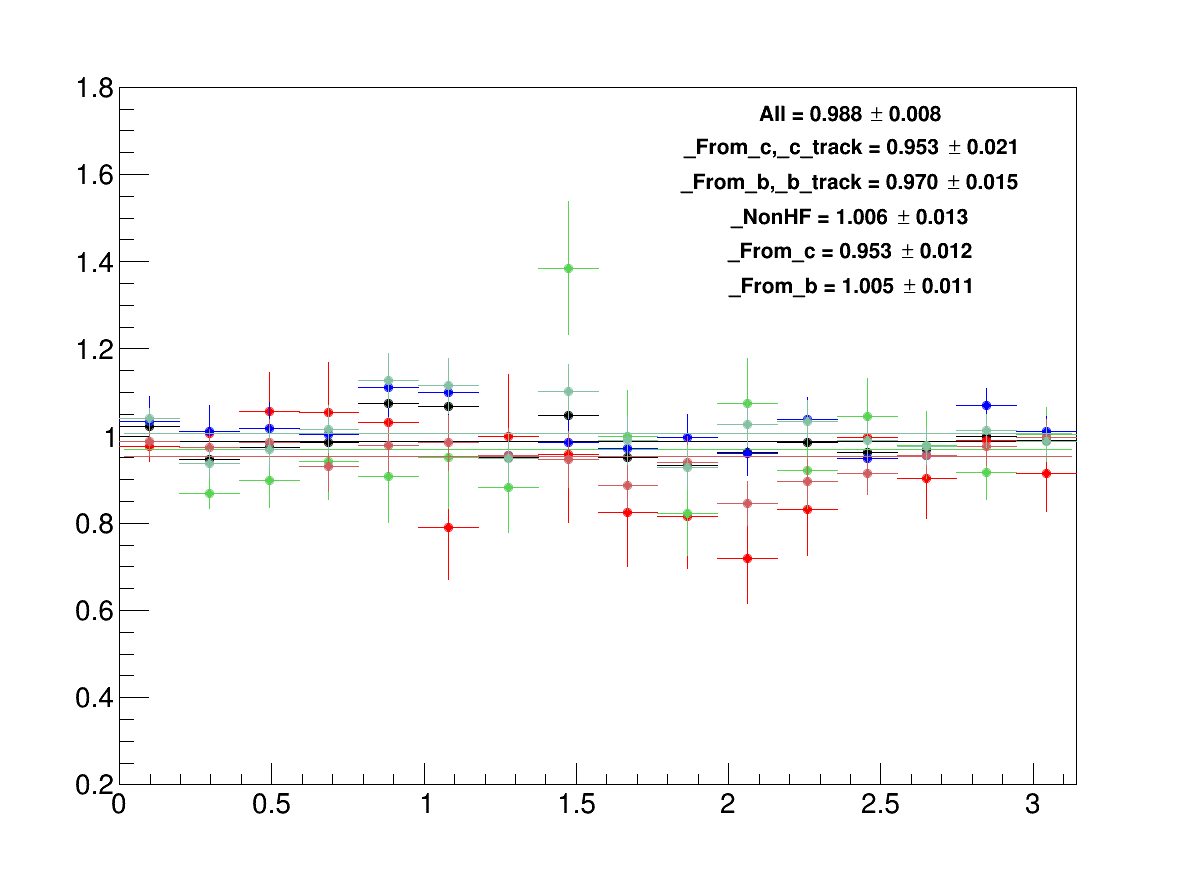 1.8
All = 0.988 ± 0.008
_From_c,_c_track = 0.953 ± 0.021
1.6
_From_b,_b_track = 0.970 ± 0.015
_NonHF = 1.006 ± 0.013
_From_c = 0.953 ± 0.012
1.4
_From_b = 1.005 ± 0.011
1.2
1
0.8
0.6
0.4
0.2
0 0.5 1 1.5 2 2.5 3